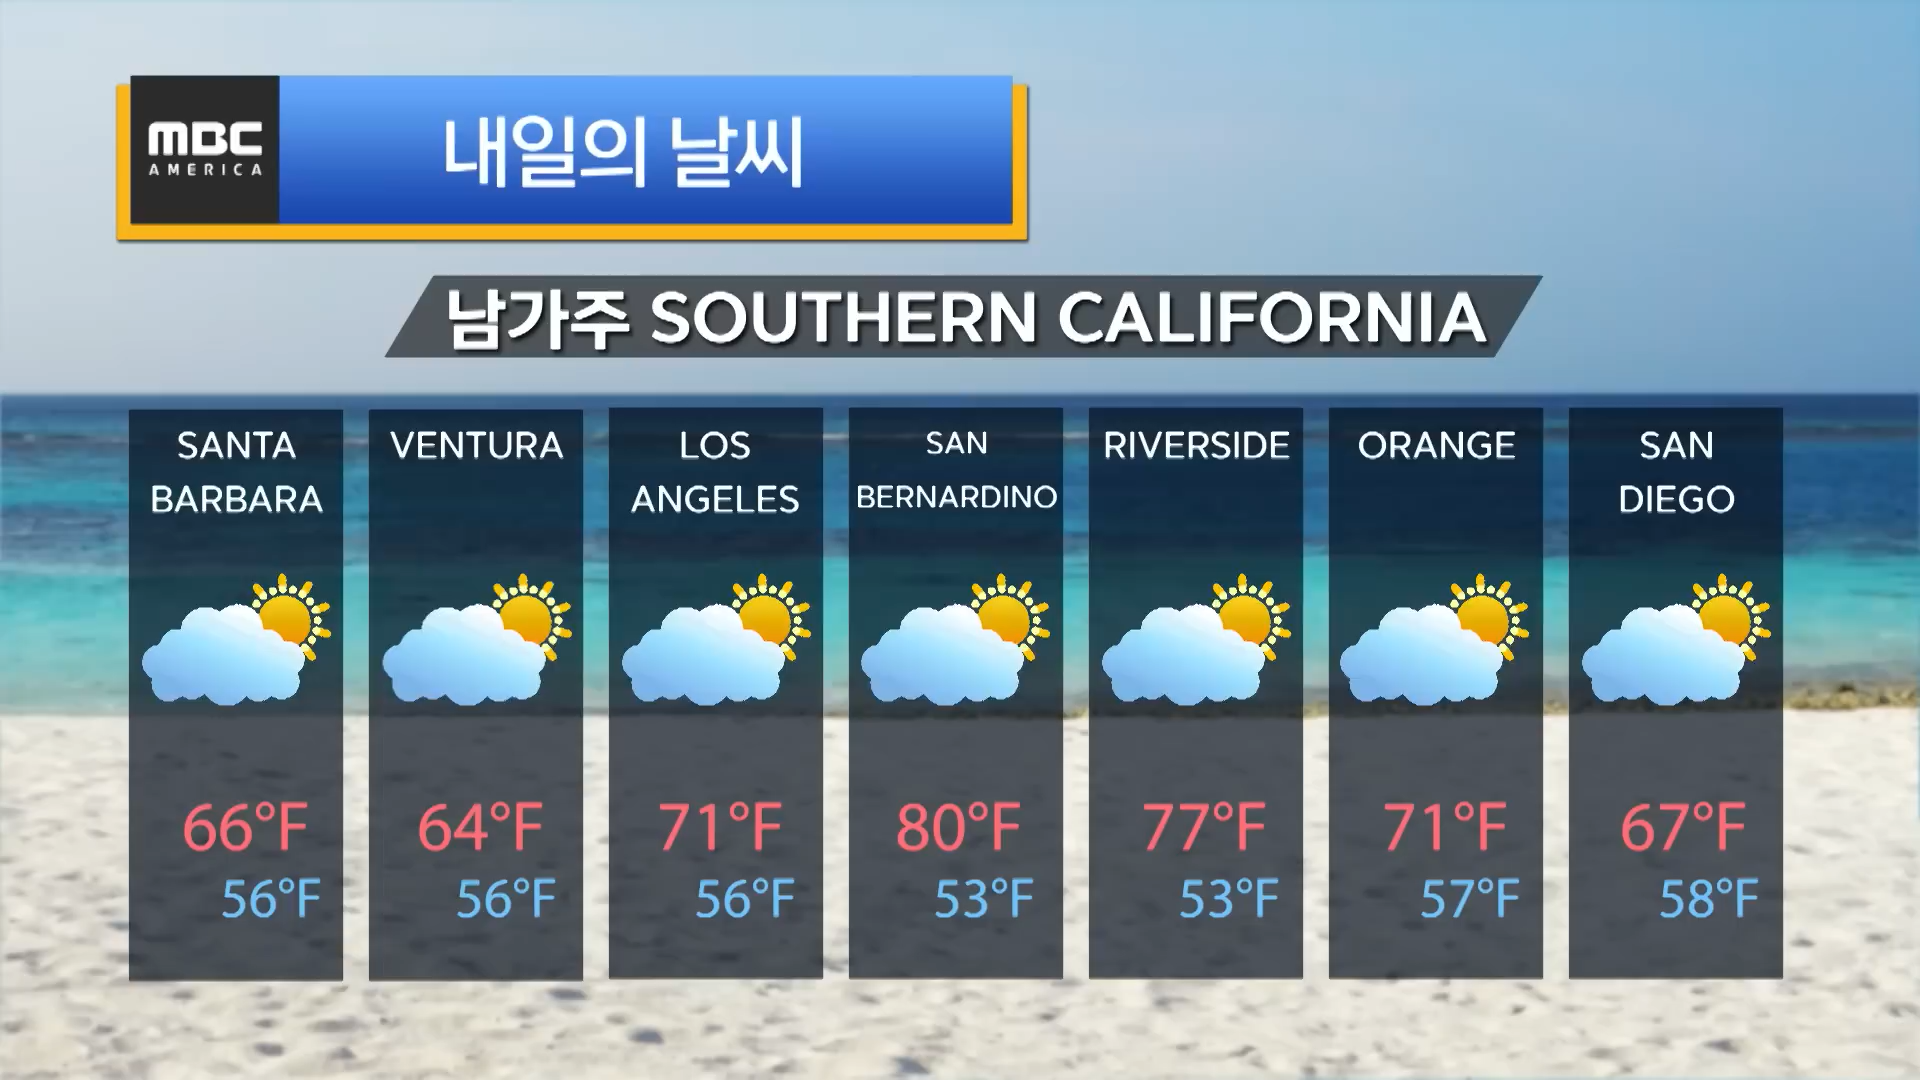 MBC
AMERICA
내일의 날씨
남가주 SOUTHERN CALIFORNIA
SANTA
BARBARA
66°F
56°F
VENTURA
64°F
56°F
LOS
ANGELES
71°F
56°F
SAN
BERNARDINO
80°F
53°F
RIVERSIDE
77°F
53°F
ORANGE
71°F
57°F
SAN
DIEGO
67°F
58°F